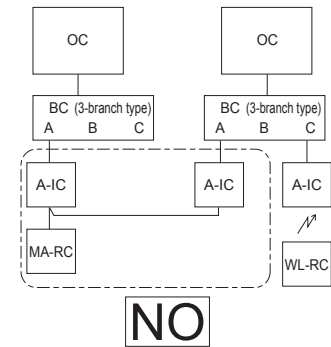 OC OC
BC (3-branch type) BC (3-branch type)
A B C A B C
A-IC A-IC A-IC
MA-RC WL-RC
NO